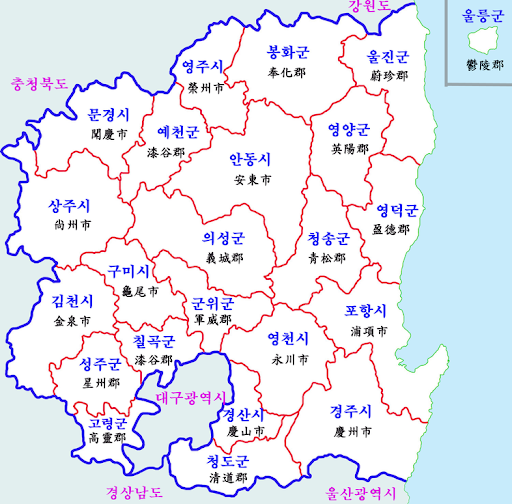 강원도
울릉군
鬱陵郡
봉화군
奉化郡
울진군
蔚珍郡
영주시
榮州市
충청북도
문경시
聞慶市
예천군
漆谷郡
영양군
英陽郡
안동시
安東市
상주시
尙州市
영덕군
盈德郡
의성군
義城郡
청송군
靑松郡
구미시
龜尾市
김천시
金泉市
군위군
軍威郡
포항시
浦項市
칠곡군
漆谷郡
영천시
永川市
성주군
星州郡
대구광역시
고령군
高靈郡
경산시
慶山市
경주시
慶州市
청도군
淸道郡
경상남도
울산광역시